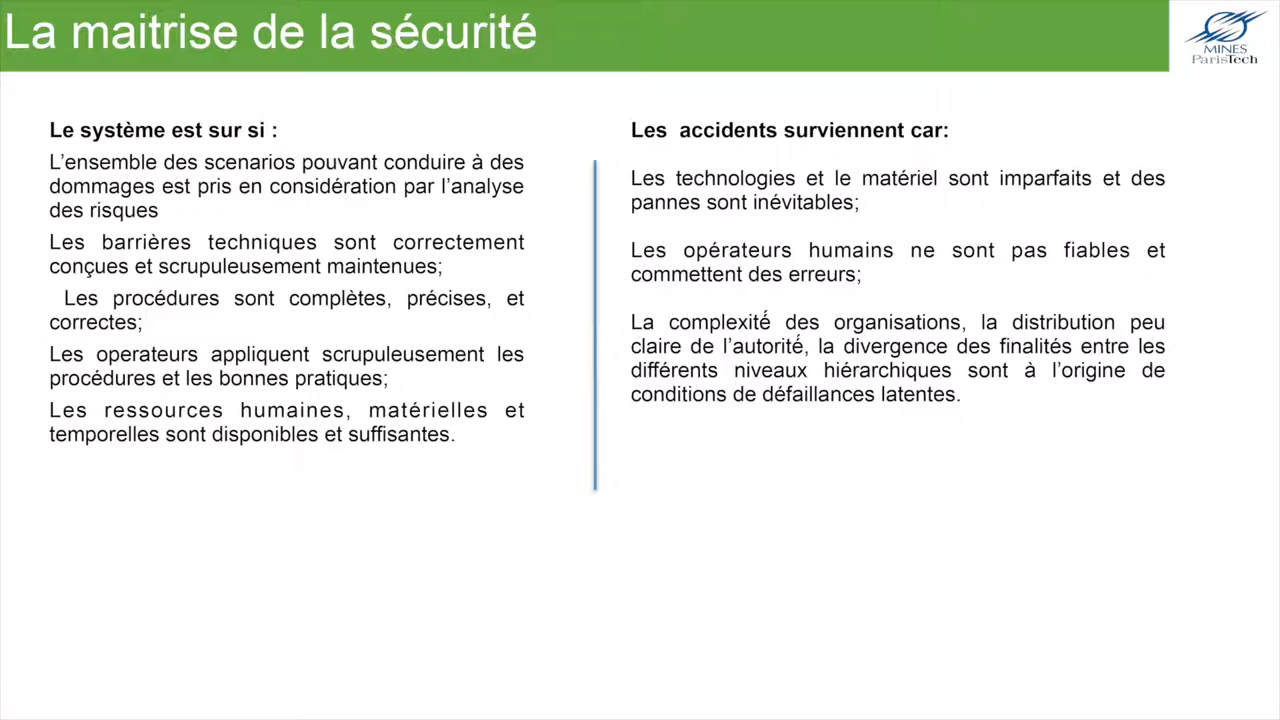 La maitrise de la sécurité
MINES
ParisTech
Le système est sur si :
L’ensemble des scenarios pouvant conduire à des
dommages est pris en considération par l’analyse
des risques
Les barrières techniques sont correctement
conçues et scrupuleusement maintenues;
Les procédures sont complètes, précises, et
correctes;
Les operateurs appliquent scrupuleusement les
procédures et les bonnes pratiques;
Les ressources humaines, matérielles et
temporelles sont disponibles et suffisantes.
Les accidents surviennent car:
Les technologies et le matériel sont imparfaits et des
pannes sont inévitables;
Les opérateurs humains ne sont pas fiables et
commettent des erreurs;
La complexité́ des organisations, la distribution peu
claire de l’autorité́, la divergence des finalités entre les
différents niveaux hiérarchiques sont à l’origine de
conditions de défaillances latentes.